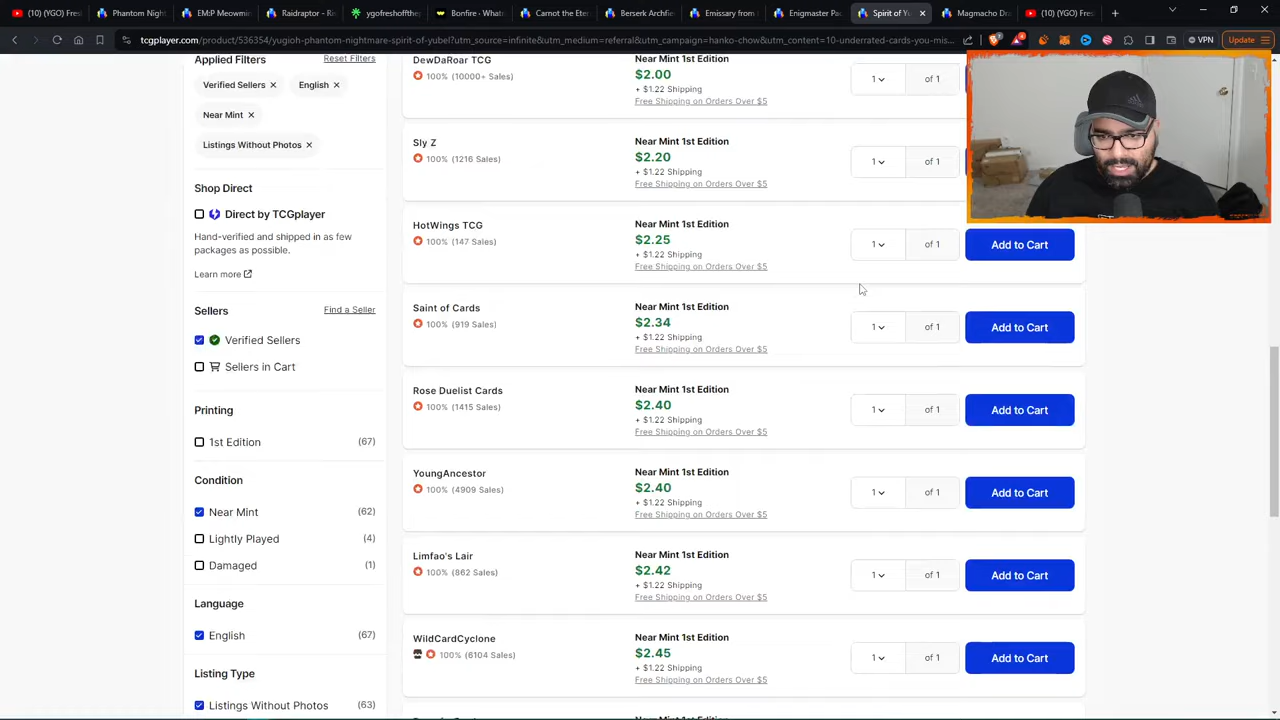 (10) (YGO) Fres
Phantom Night
EM:P Meowmin
Raidraptor - Ri
ygofreshofthe
Bonfire - What
Carnot the Ete
Berserk Archfi
Emissary from
Enigmaster Pac
Spirit of Yu
Magmacho Dr
(10) (YGO) Fres
tcgplayer.com/product/536354/yugioh-phantom-nightmare-spirit-of-yubel?utm_source=infinite&utm_medium=referral&utm_campaign=hanko-chow&utm_content=10-underrated-cards-you-mis...
VPN
Update
Applied Filters
Reset Filters
Verified Sellers
English
Near Mint
Listings Without Photos
Shop Direct
Direct by TCGplayer
Hand-verified and shipped in as few
packages as possible.
Learn more
Sellers
Find a Seller
Verified Sellers
Sellers in Cart
Printing
1st Edition (67)
Condition
Near Mint (62)
Lightly Played (4)
Damaged (1)
Language
English (67)
Listing Type
Listings Without Photos (63)
DewDaRoar TCG
100% (10000+ Sales)
Near Mint 1st Edition
$2.00
+ $1.22 Shipping
Free Shipping on Orders Over $5
1 of 1
Sly Z
100% (1216 Sales)
Near Mint 1st Edition
$2.20
+ $1.22 Shipping
Free Shipping on Orders Over $5
1 of 1
HotWings TCG
100% (147 Sales)
Near Mint 1st Edition
$2.25
+ $1.22 Shipping
Free Shipping on Orders Over $5
1 of 1
Add to Cart
Saint of Cards
100% (919 Sales)
Near Mint 1st Edition
$2.34
+ $1.22 Shipping
Free Shipping on Orders Over $5
1 of 1
Add to Cart
Rose Duelist Cards
100% (1415 Sales)
Near Mint 1st Edition
$2.40
+ $1.22 Shipping
Free Shipping on Orders Over $5
1 of 1
Add to Cart
YoungAncestor
100% (4909 Sales)
Near Mint 1st Edition
$2.40
+ $1.22 Shipping
Free Shipping on Orders Over $5
1 of 1
Add to Cart
Limfao's Lair
100% (862 Sales)
Near Mint 1st Edition
$2.42
+ $1.22 Shipping
Free Shipping on Orders Over $5
1 of 1
Add to Cart
WildCardCyclone
100% (6104 Sales)
Near Mint 1st Edition
$2.45
+ $1.22 Shipping
Free Shipping on Orders Over $5
1 of 1
Add to Cart
Near Mint 1st Edition